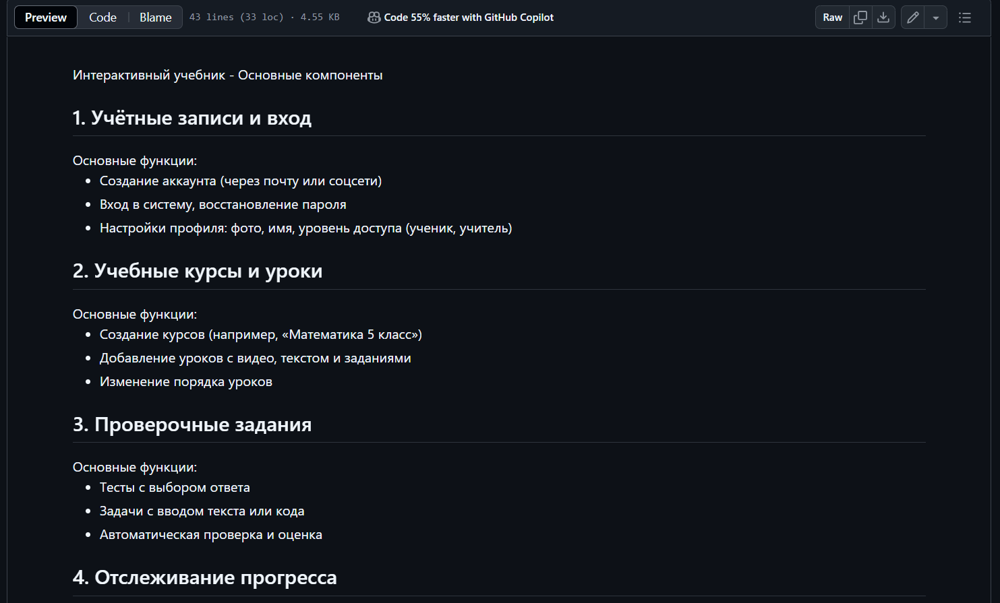 Preview Code Blame 43 lines (33 loc) · 4.55 KB Code 55% faster with GitHub Copilot Raw
Интерактивный учебник - Основные компоненты
1. Учётные записи и вход
Основные функции:
• Создание аккаунта (через почту или соцсети)
• Вход в систему, восстановление пароля
• Настройки профиля: фото, имя, уровень доступа (ученик, учитель)
2. Учебные курсы и уроки
Основные функции:
• Создание курсов (например, «Математика 5 класс»)
• Добавление уроков с видео, текстом и заданиями
• Изменение порядка уроков
3. Проверочные задания
Основные функции:
• Тесты с выбором ответа
• Задачи с вводом текста или кода
• Автоматическая проверка и оценка
4. Отслеживание прогресса